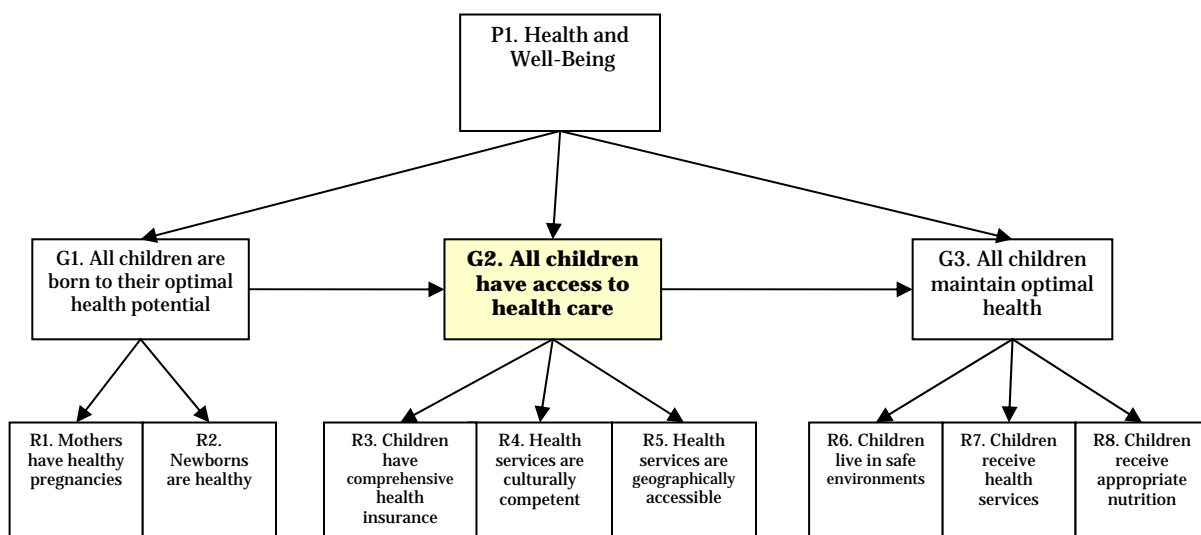 P1. Health and
Well-Being
G1. All children are
born to their optimal
health potential
G2. All children
have access to
health care
G3. All children
maintain optimal
health
R1. Mothers
have healthy
pregnancies
R2.
Newborns
are healthy
R3. Children
have
comprehensive
health
insurance
R4. Health
services are
culturally
competent
R5. Health
services are
geographically
accessible
R6. Children
live in safe
environments
R7. Children
receive
health
services
R8. Children
receive
appropriate
nutrition